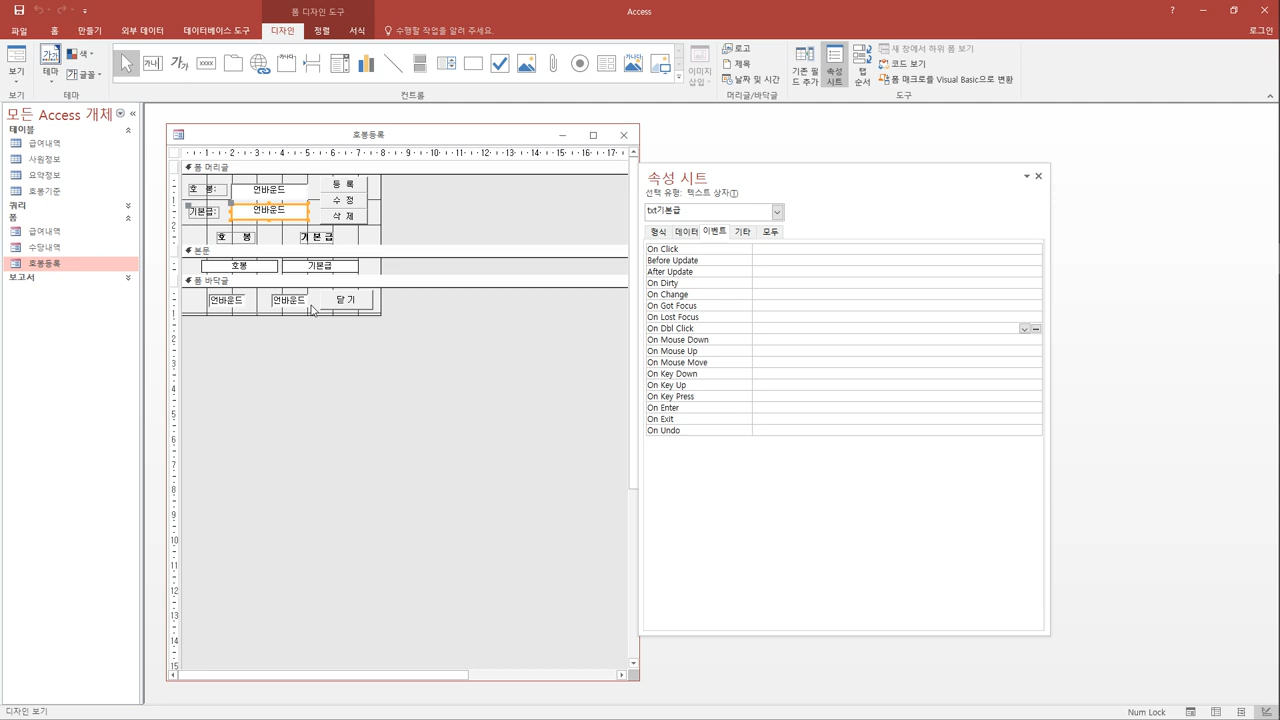 폼 디자인 도구
Access
?
파일
홈
만들기
외부 데이터
데이터베이스 도구
디자인
정렬
서식
수행할 작업을 알려 주세요.
로그인
보기
테마
색
글꼴
가나
이미지
삽입
로고
제목
날짜 및 시간
기존 필
드 추가
속성
시트
탭
순서
새 창에서 하위 폼 보기
코드 보기
폼 매크로를 Visual Basic으로 변환
보기
테마
컨트롤
머리글/바닥글
도구
모든 Access 개체
테이블
급여내역
사원정보
요약정보
호봉기준
쿼리
폼
급여내역
수당내역
호봉등록
보고서
호봉등록
폼 머리글
호 봉:
언바운드
등 록
수 정
기본급:
언바운드
삭 제
호 봉
기 본 급
본문
호봉
기본급
폼 바닥글
언바운드
언바운드
닫 기
속성 시트
선택 유형: 텍스트 상자(T)
txt기본급
형식
데이터
이벤트
기타
모두
On Click
Before Update
After Update
On Dirty
On Change
On Got Focus
On Lost Focus
On Dbl Click
On Mouse Down
On Mouse Up
On Mouse Move
On Key Down
On Key Up
On Key Press
On Enter
On Exit
On Undo
디자인 보기
Num Lock